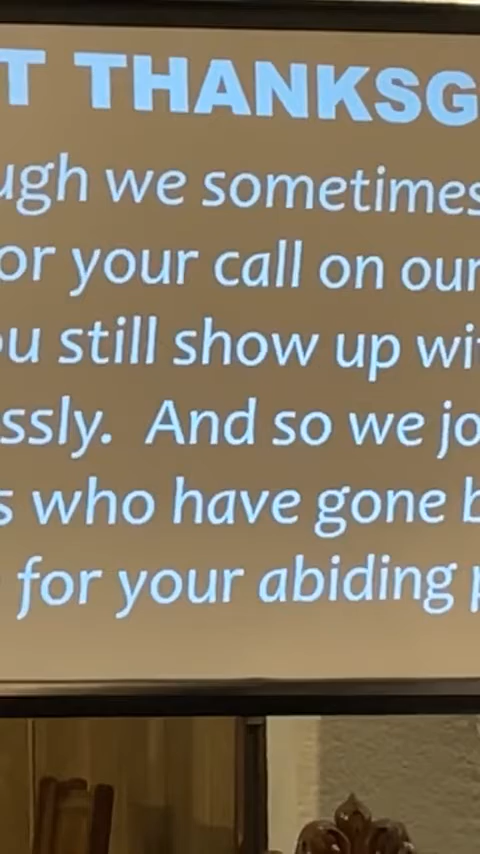 T THANKSG
ugh we sometimes
or your call on our
ou still show up wi
ssly. And so we jo
s who have gone b
for your abiding p